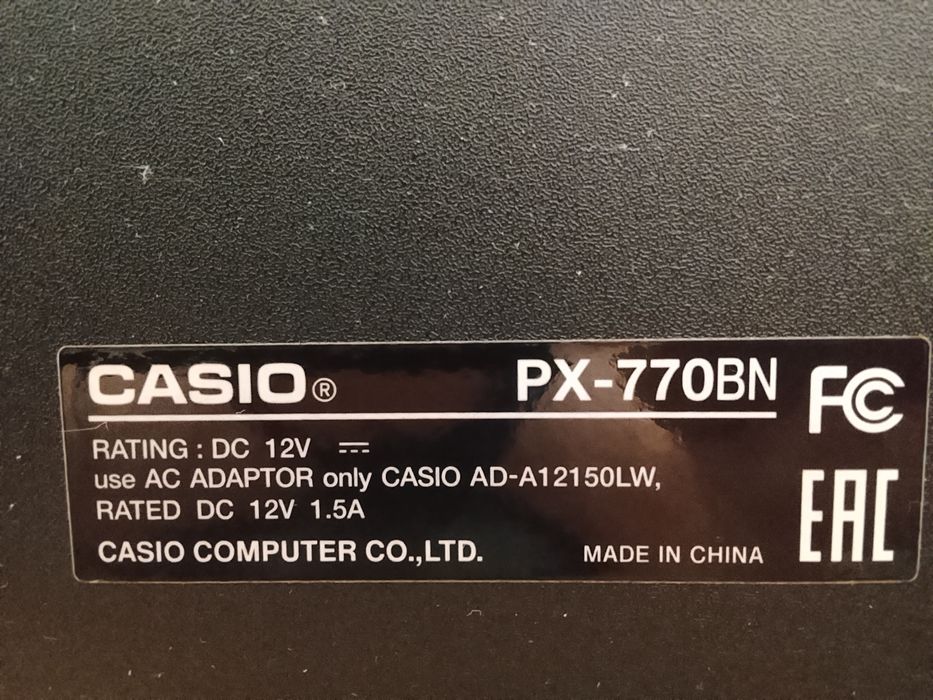 CASIO® PX-770BN
FC
RATING : DC 12V ⎓
use AC ADAPTOR only CASIO AD-A12150LW,
RATED DC 12V 1.5A
CASIO COMPUTER CO.,LTD. MADE IN CHINA
EAC